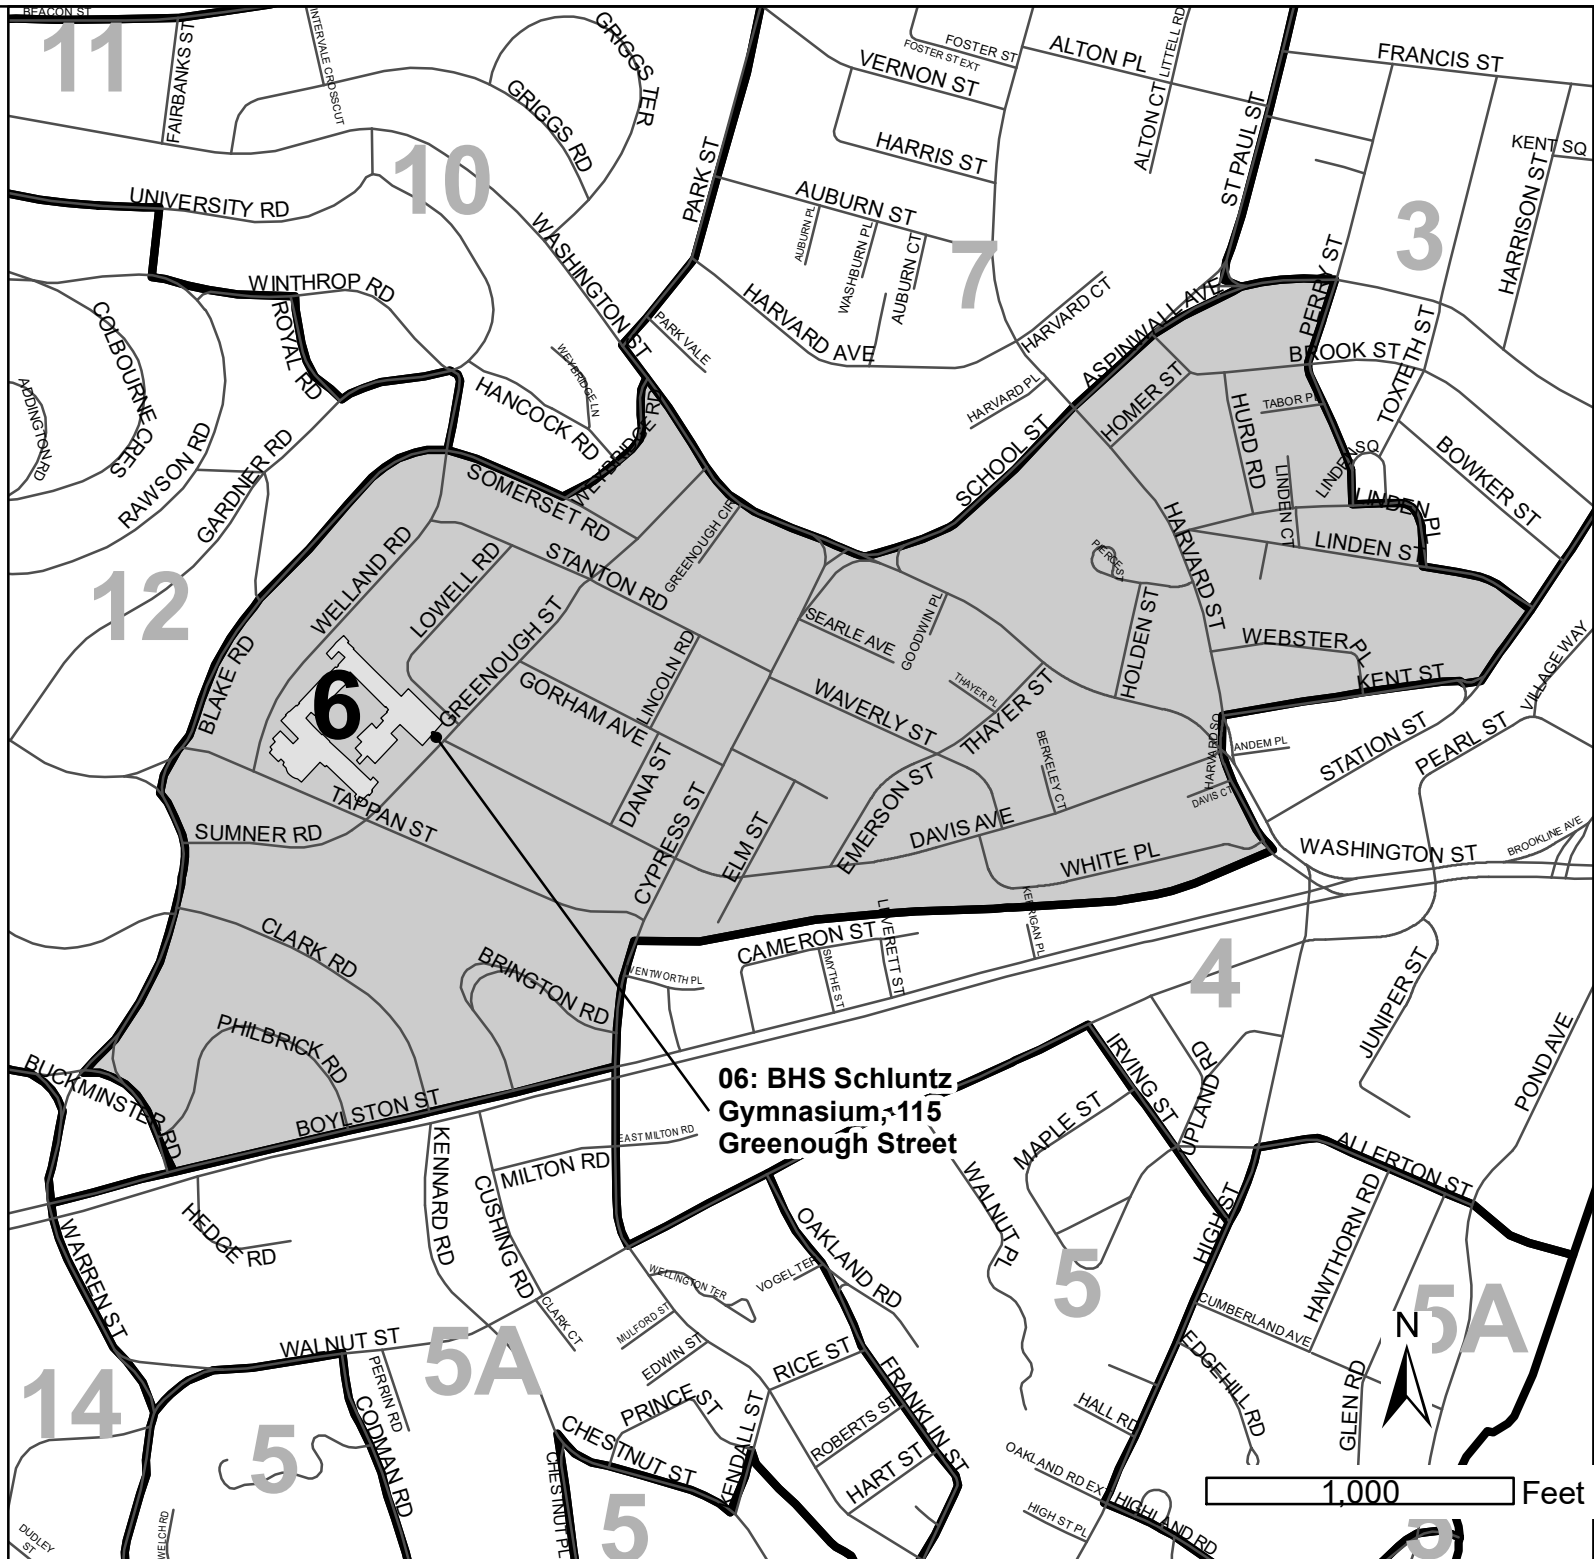 BEACON ST
11
FAIRBANKS ST
INTERVALE CROSSCUT
GRIGGS TER
GRIGGS RD
10
UNIVERSITY RD
WINTHROP RD
ROYAL RD
COLBOURNE CRES
ADDINGTON RD
RAWSON RD
GARDNER RD
12
WASHINGTON ST
PARK ST
PARK VALE
WEYBRIDGE LN
HANCOCK RD
WEYBRIDGE RD
FOSTER ST
FOSTER ST EXT
VERNON ST
HARRIS ST
AUBURN ST
AUBURN PL
WASHBURN PL
AUBURN CT
7
HARVARD AVE
ALTON PL
LITTELL RD
ALTON CT
ST PAUL ST
HARVARD CT
HARVARD PL
ASPINWALL AVE
SCHOOL ST
FRANCIS ST
KENT SQ
HARRISON ST
3
PERRY ST
BROOK ST
TOXTETH ST
BOWKER ST
HOMER ST
HURD RD
TABOR PL
LINDEN SQ
LINDEN CT
LINDEN PL
LINDEN ST
HARVARD ST
PIERCE ST
HOLDEN ST
WEBSTER PL
KENT ST
VILLAGE WAY
STATION ST
PEARL ST
HARVARD SQ
ANDEM PL
DAVIS CT
WASHINGTON ST
BROOKLINE AVE
SOMERSET RD
STANTON RD
GREENOUGH CIR
WELLAND RD
LOWELL RD
GREENOUGH ST
BLAKE RD
6
GORHAM AVE
LINCOLN RD
DANA ST
CYPRESS ST
ELM ST
SEARLE AVE
GOODWIN PL
WAVERLY ST
THAYER PL
THAYER ST
EMERSON ST
BERKELEY CT
DAVIS AVE
WHITE PL
TAPPAN ST
SUMNER RD
CLARK RD
BRINGTON RD
PHILBRICK RD
BUCKMINSTER RD
BOYLSTON ST
WENTWORTH PL
CAMERON ST
SMYTHE ST
LEVERETT ST
KERRIGAN PL
4
JUNIPER ST
POND AVE
06: BHS Schluntz
Gymnasium, 115
Greenough Street
EAST MILTON RD
MILTON RD
KENNARD RD
CUSHING RD
HEDGE RD
WARREN ST
WALNUT ST
5A
14
5
PERRIN RD
CODMAN RD
WELCH RD
DUDLEY ST
CLARK CT
WELLINGTON TER
VOGEL TER
MULFORD ST
EDWIN ST
PRINCE ST
CHESTNUT ST
CHESTNUT PL
KENDALL ST
5
RICE ST
ROBERTS ST
HART ST
FRANKLIN ST
OAKLAND RD
WALNUT PL
MAPLE ST
IRVING ST
UPLAND RD
5
HIGH ST
ALLERTON ST
HAWTHORN RD
CUMBERLAND AVE
EDGEHILL RD
GLEN RD
5A
HALL RD
OAKLAND RD EXT
HIGH ST PL
HIGHLAND RD
N
1,000 Feet
5